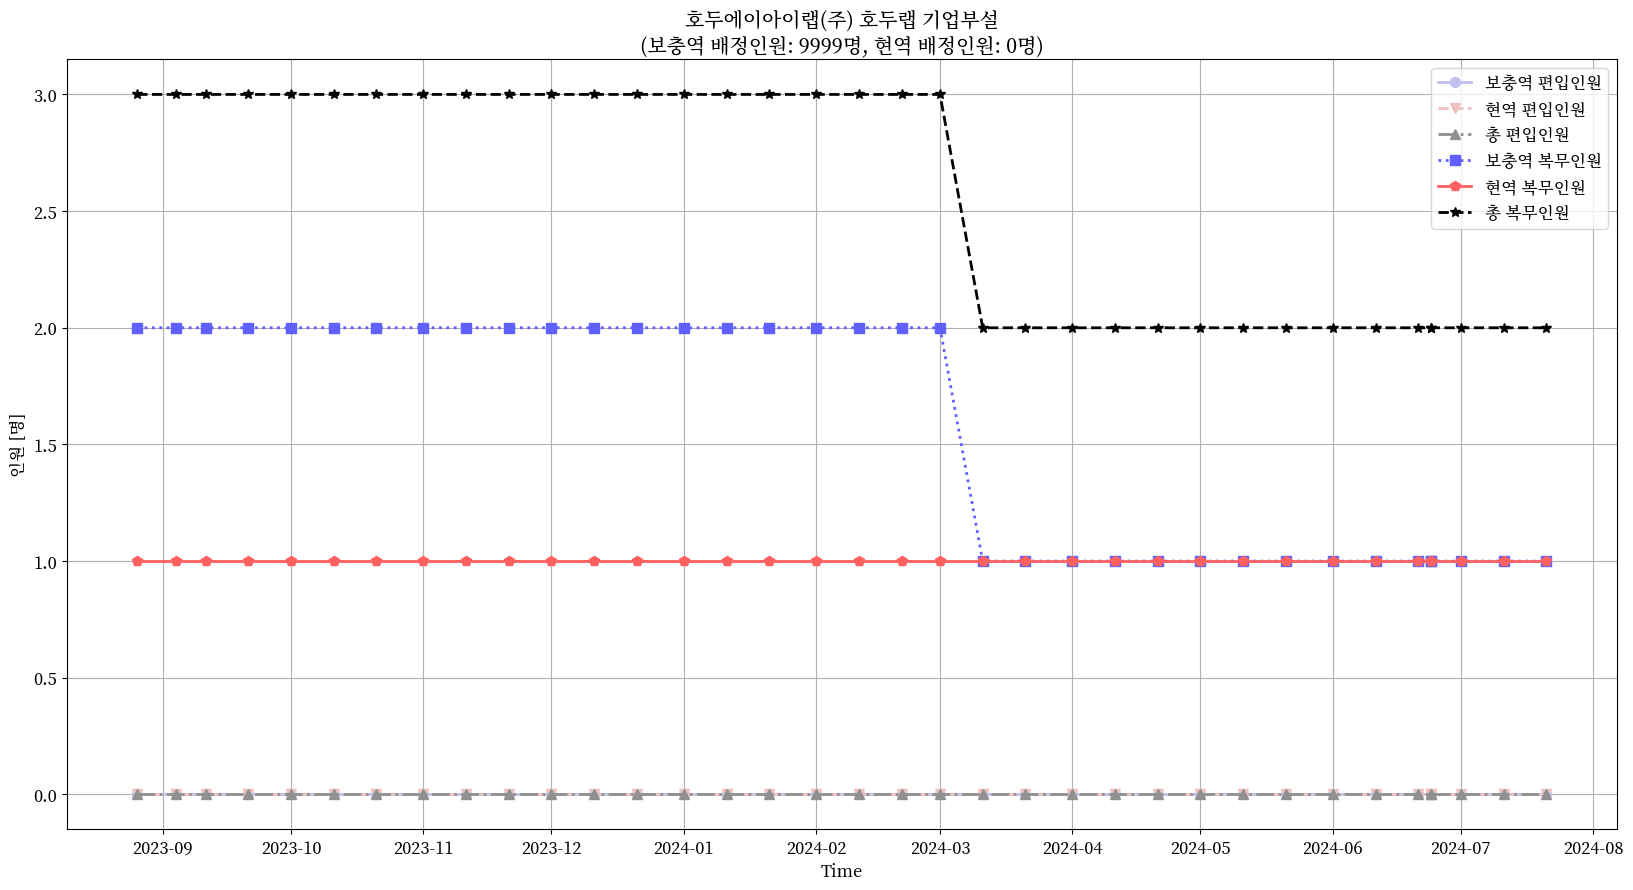 호두에이아이랩(주) 호두랩 기업부설
(보충역 배정인원: 9999명, 현역 배정인원: 0명)
보충역 편입인원
현역 편입인원
총 편입인원
보충역 복무인원
현역 복무인원
총 복무인원
3.0
2.5
2.0
1.5
1.0
0.5
0.0
인원 [명]
2023-09 2023-10 2023-11 2023-12 2024-01 2024-02 2024-03 2024-04 2024-05 2024-06 2024-07 2024-08
Time